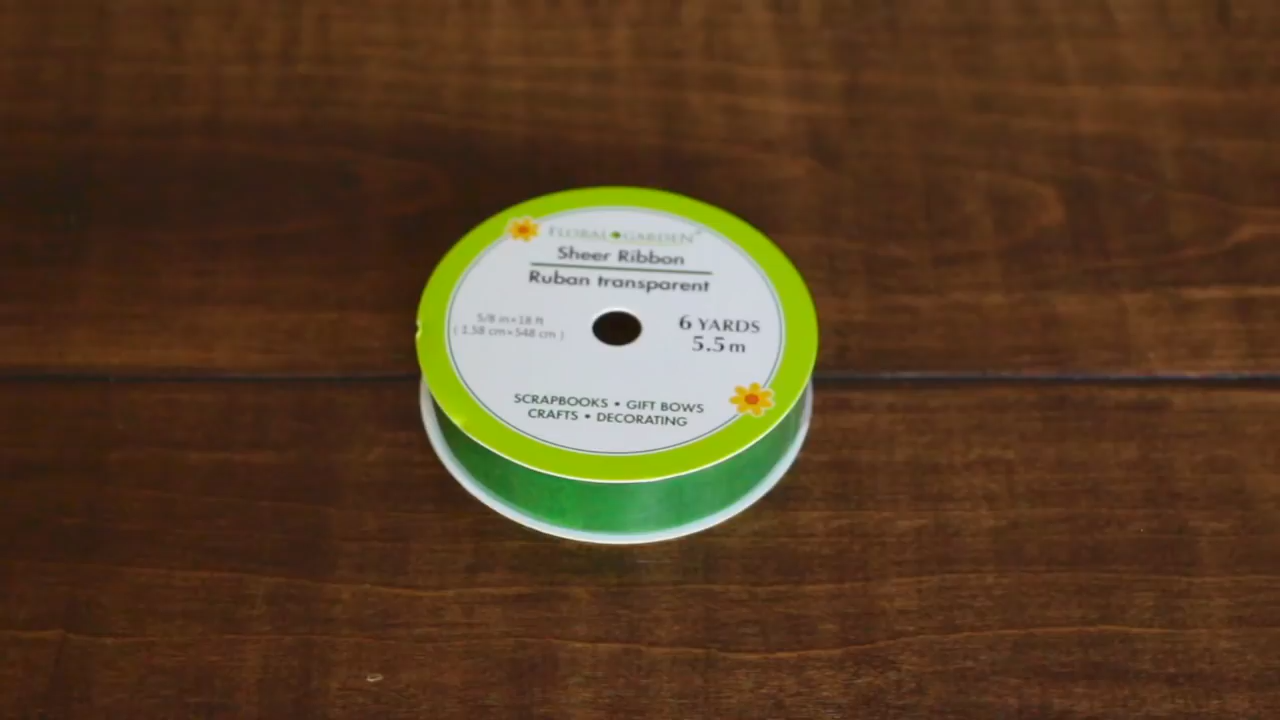 FLORAL GARDEN
Sheer Ribbon
Ruban transparent
5/8 in×18 ft
( 1.58 cm×548 cm )
6 YARDS
5.5 m
SCRAPBOOKS • GIFT BOWS
CRAFTS • DECORATING